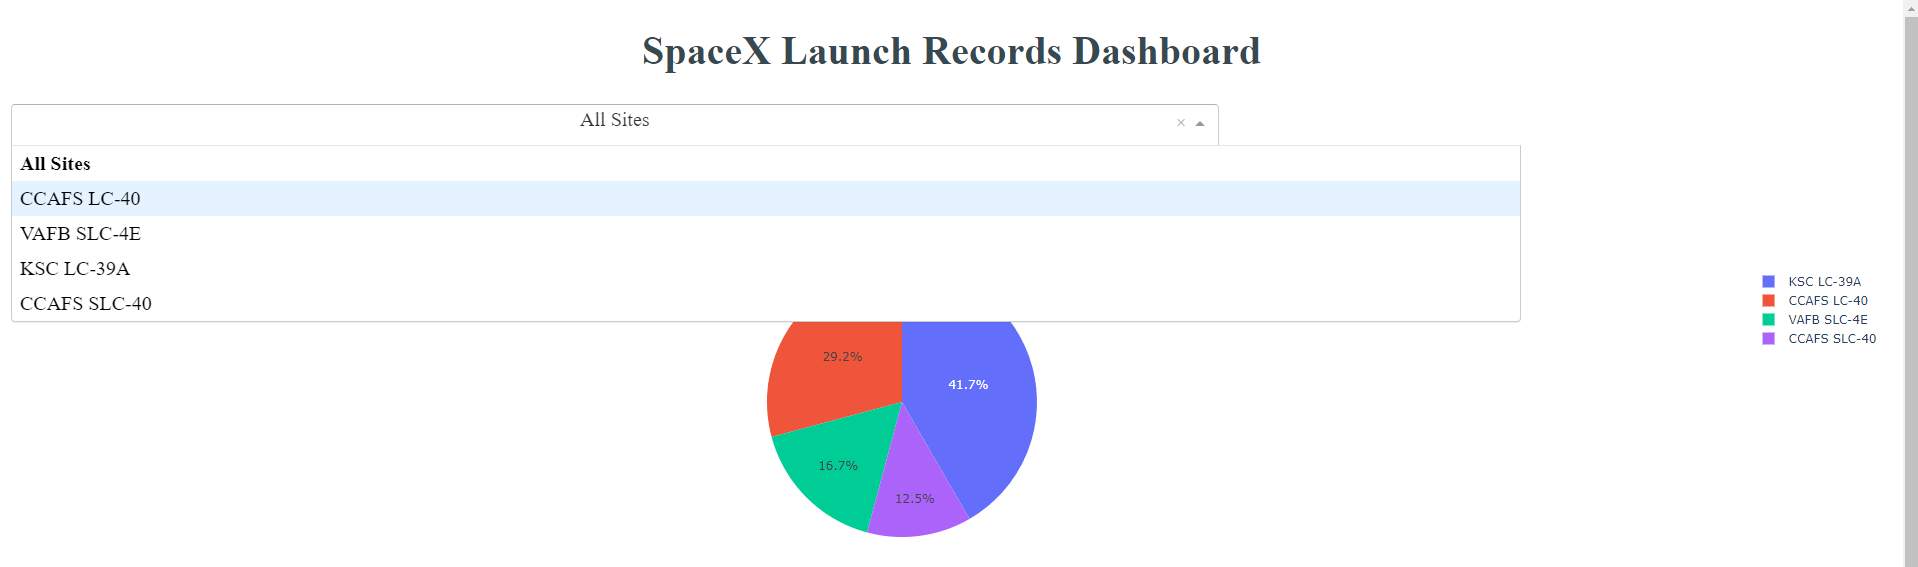 SpaceX Launch Records Dashboard
All Sites ×
All Sites
CCAFS LC-40
VAFB SLC-4E
KSC LC-39A
CCAFS SLC-40
KSC LC-39A
CCAFS LC-40
VAFB SLC-4E
CCAFS SLC-40
29.2%
41.7%
16.7%
12.5%